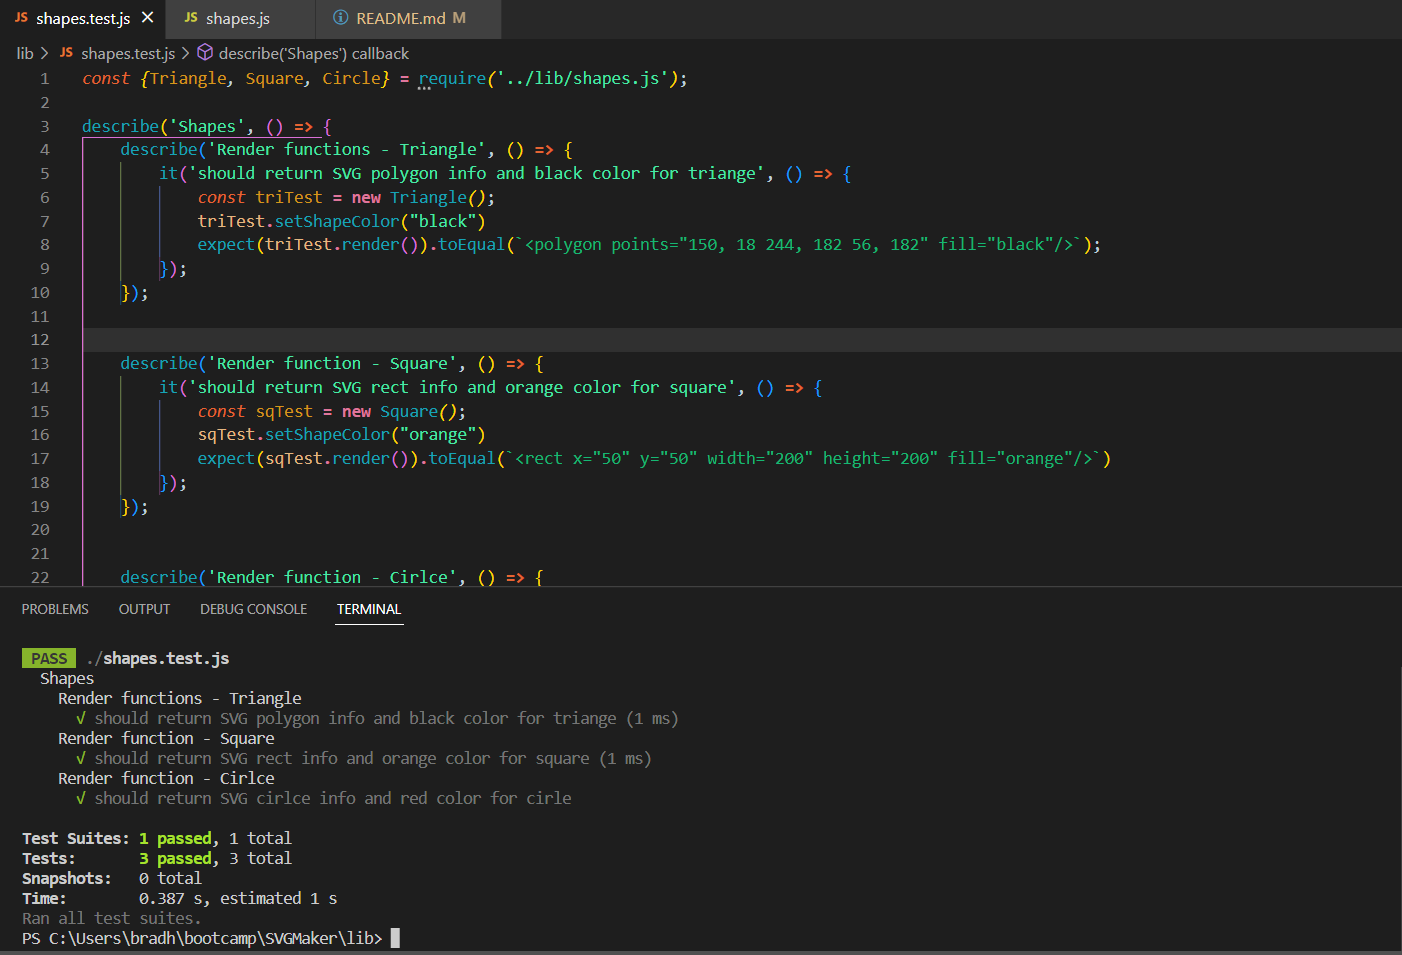 JS shapes.test.js × JS shapes.js ⓘ README.md M
lib > JS shapes.test.js > describe('Shapes') callback
1 const {Triangle, Square, Circle} = require('../lib/shapes.js');
2
3 describe('Shapes', () => {
4 describe('Render functions - Triangle', () => {
5 it('should return SVG polygon info and black color for triange', () => {
6 const triTest = new Triangle();
7 triTest.setShapeColor("black")
8 expect(triTest.render()).toEqual(`<polygon points="150, 18 244, 182 56, 182" fill="black"/>`);
9 });
10 });
11
12
13 describe('Render function - Square', () => {
14 it('should return SVG rect info and orange color for square', () => {
15 const sqTest = new Square();
16 sqTest.setShapeColor("orange")
17 expect(sqTest.render()).toEqual(`<rect x="50" y="50" width="200" height="200" fill="orange"/>`)
18 });
19 });
20
21
22 describe('Render function - Cirlce', () => {
PROBLEMS OUTPUT DEBUG CONSOLE TERMINAL
PASS ./shapes.test.js
Shapes
Render functions - Triangle
√ should return SVG polygon info and black color for triange (1 ms)
Render function - Square
√ should return SVG rect info and orange color for square (1 ms)
Render function - Cirlce
√ should return SVG cirlce info and red color for cirle
Test Suites: 1 passed, 1 total
Tests: 3 passed, 3 total
Snapshots: 0 total
Time: 0.387 s, estimated 1 s
Ran all test suites.
PS C:\Users\bradh\bootcamp\SVGMaker\lib>